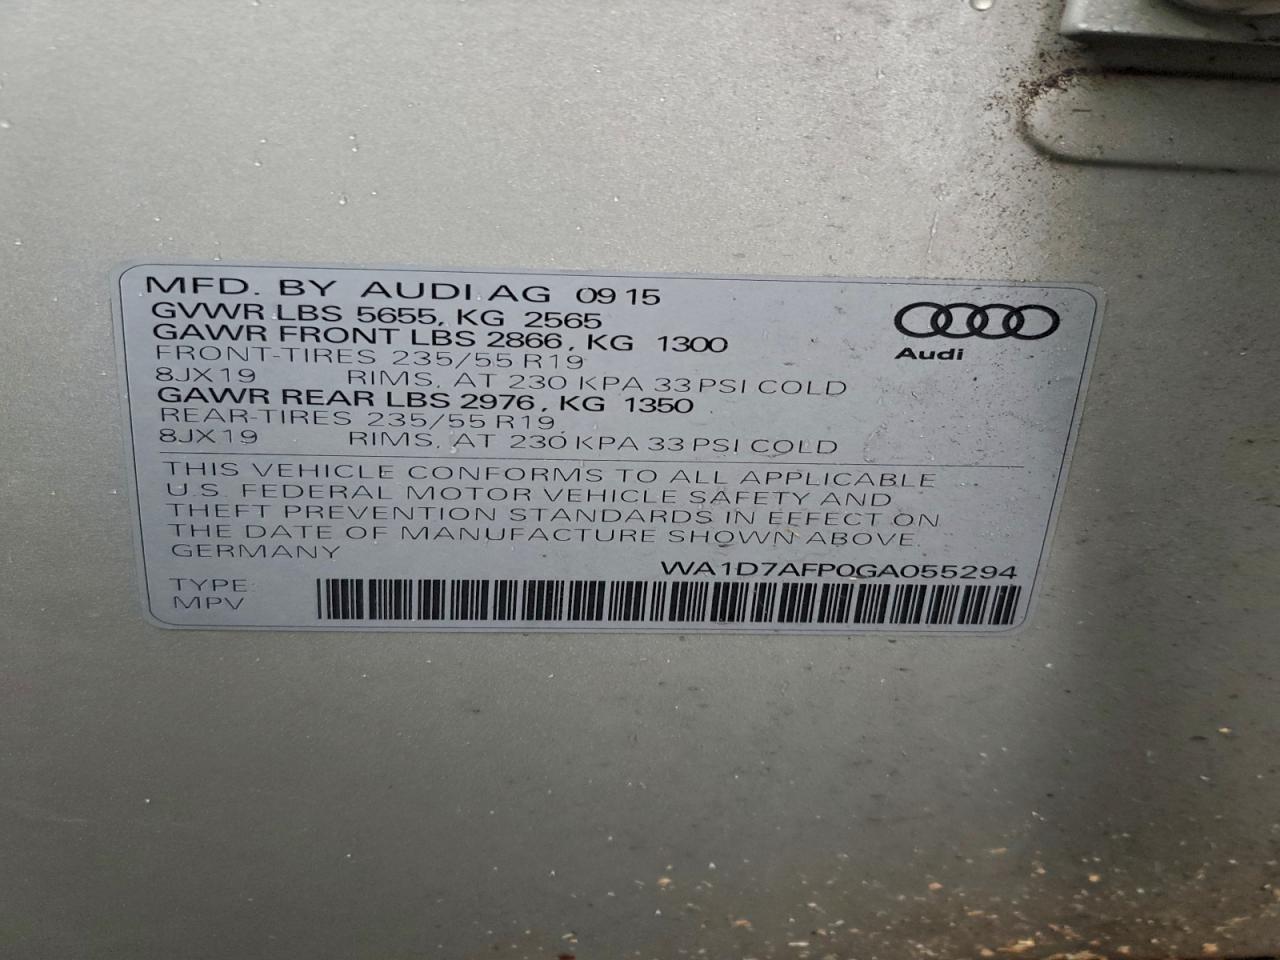 MFD. BY AUDI AG 09 15
GVWR LBS 5655, KG 2565
GAWR FRONT LBS 2866, KG 1300
FRONT-TIRES 235/55 R19
8JX19 RIMS, AT 230 KPA 33 PSI COLD
GAWR REAR LBS 2976, KG 1350
REAR-TIRES 235/55 R19
8JX19 RIMS, AT 230 KPA 33 PSI COLD
Audi
THIS VEHICLE CONFORMS TO ALL APPLICABLE
U.S. FEDERAL MOTOR VEHICLE SAFETY AND
THEFT PREVENTION STANDARDS IN EFFECT ON
THE DATE OF MANUFACTURE SHOWN ABOVE.
GERMANY
WA1D7AFP0GA055294
TYPE:
MPV